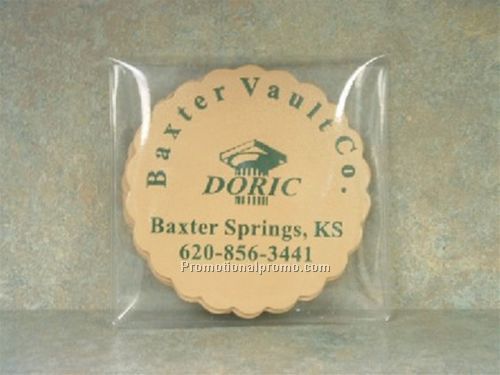 Baxter Vault Co.
DORIC
Baxter Springs, KS
620-856-3441
Promotionalpromo.com